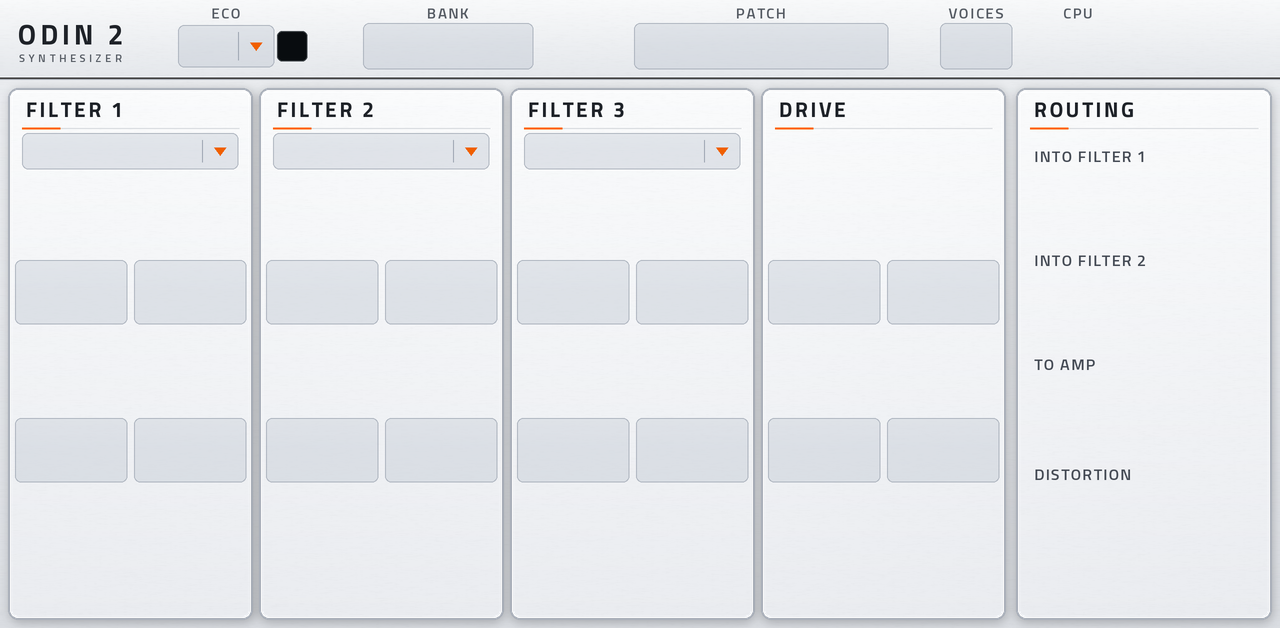 ODIN 2
SYNTHESIZER
ECO
BANK
PATCH
VOICES
CPU
FILTER 1
FILTER 2
FILTER 3
DRIVE
ROUTING
INTO FILTER 1
INTO FILTER 2
TO AMP
DISTORTION